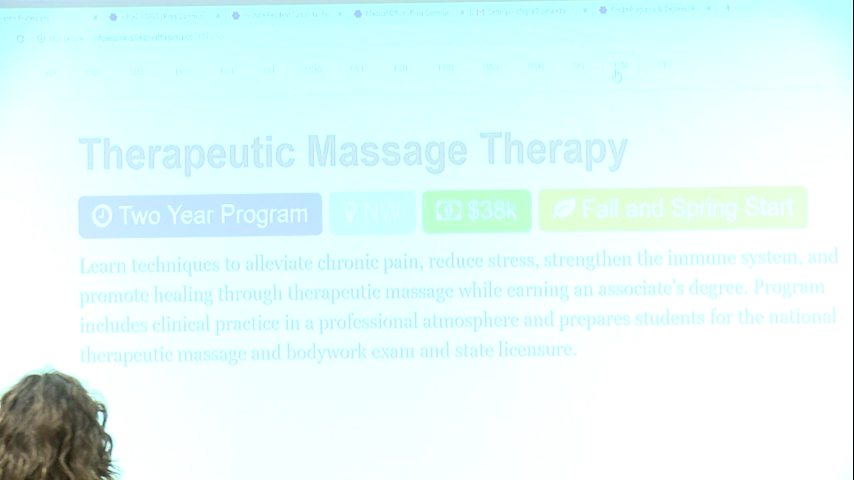 Therapeutic Massage Therapy
Two Year Program NW $38k Fall and Spring Start
Learn techniques to alleviate chronic pain, reduce stress, strengthen the immune system, and
promote healing through therapeutic massage while earning an associate's degree. Program
includes clinical practice in a professional atmosphere and prepares students for the national
therapeutic massage and bodywork exam and state licensure.